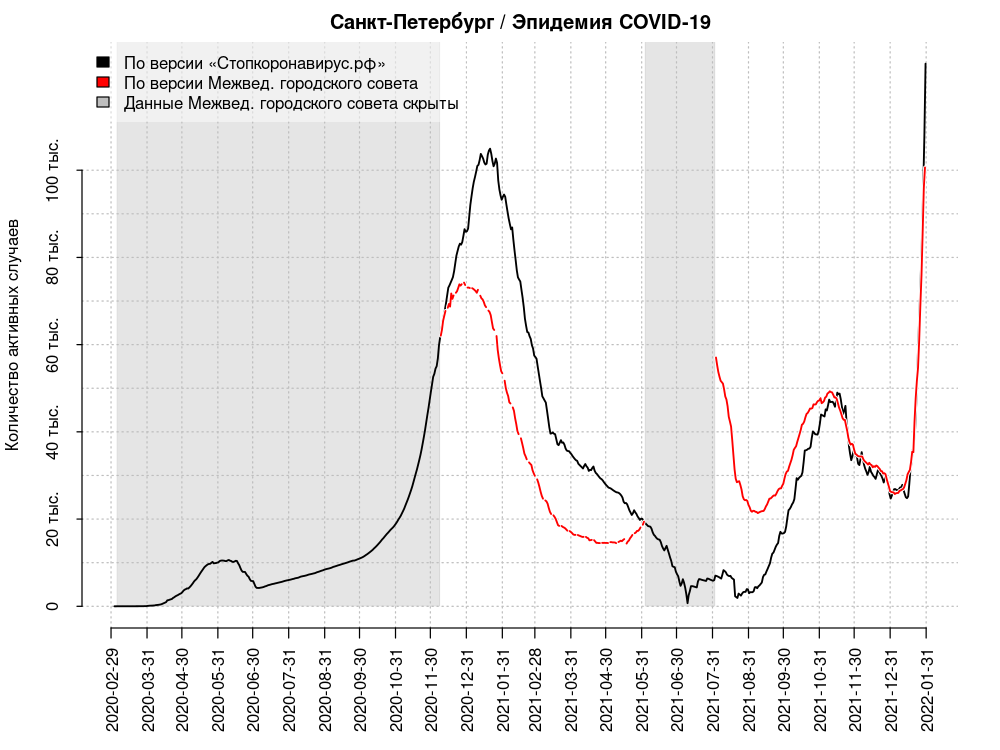 Санкт-Петербург / Эпидемия COVID-19
По версии «Стопкоронавирус.рф»
По версии Межвед. городского совета
Данные Межвед. городского совета скрыты
Количество активных случаев
100 тыс.
80 тыс.
60 тыс.
40 тыс.
20 тыс.
0
2020-02-29
2020-03-31
2020-04-30
2020-05-31
2020-06-30
2020-07-31
2020-08-31
2020-09-30
2020-10-31
2020-11-30
2020-12-31
2021-01-31
2021-02-28
2021-03-31
2021-04-30
2021-05-31
2021-06-30
2021-07-31
2021-08-31
2021-09-30
2021-10-31
2021-11-30
2021-12-31
2022-01-31